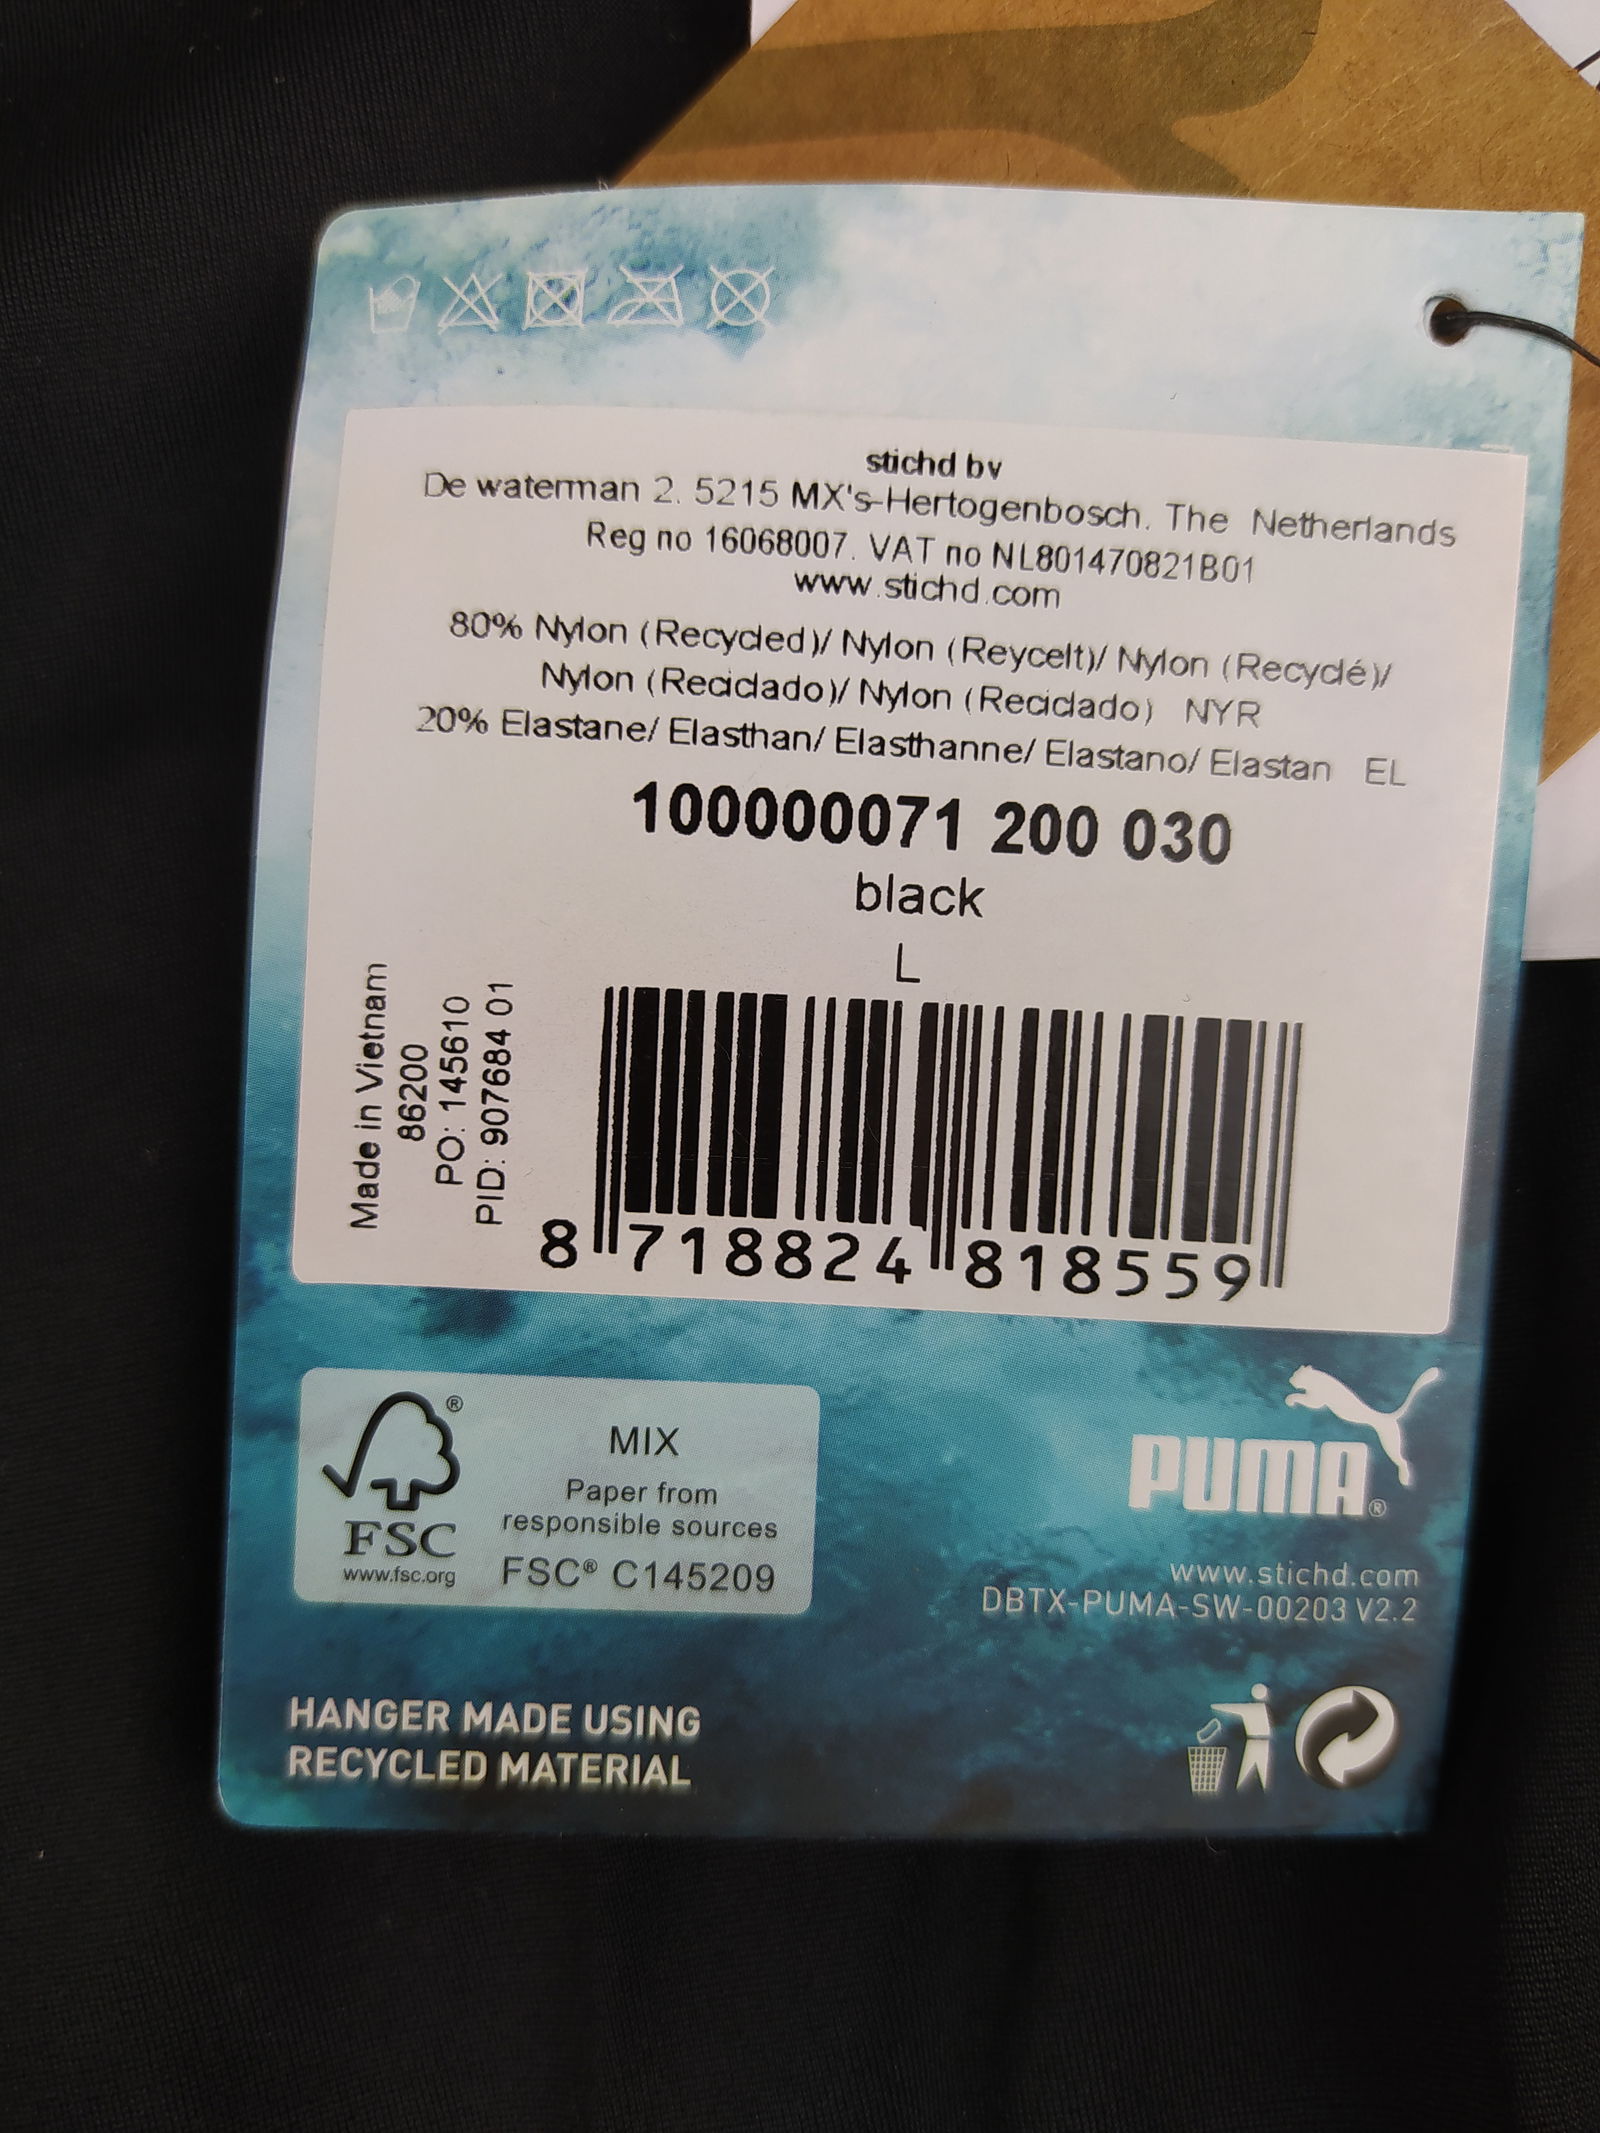 stichd bv
De waterman 2. 5215 MX's-Hertogenbosch. The Netherlands
Reg no 16068007. VAT no NL801470821B01
www.stichd.com
80% Nylon (Recycled)/ Nylon (Reycelt)/ Nylon (Recyclé)/
Nylon (Reciclado)/ Nylon (Reciclado) NYR
20% Elastane/ Elasthan/ Elasthanne/ Elastano/ Elastan EL
100000071 200 030
black
L
Made in Vietnam
86200
PO: 145610
PID: 907684 01
8 718824 818559
®
FSC
www.fsc.org
MIX
Paper from
responsible sources
FSC® C145209
PUMA®
www.stichd.com
DBTX-PUMA-SW-00203 V2.2
HANGER MADE USING
RECYCLED MATERIAL